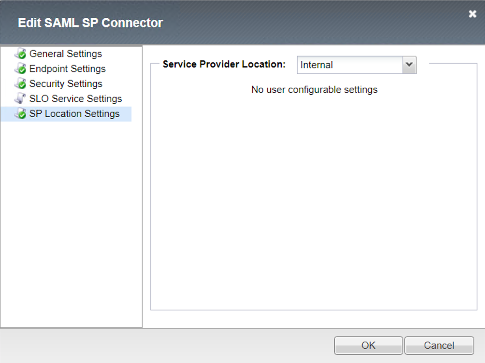 Edit SAML SP Connector
General Settings
Endpoint Settings
Security Settings
SLO Service Settings
SP Location Settings
Service Provider Location: Internal
No user configurable settings
OK Cancel